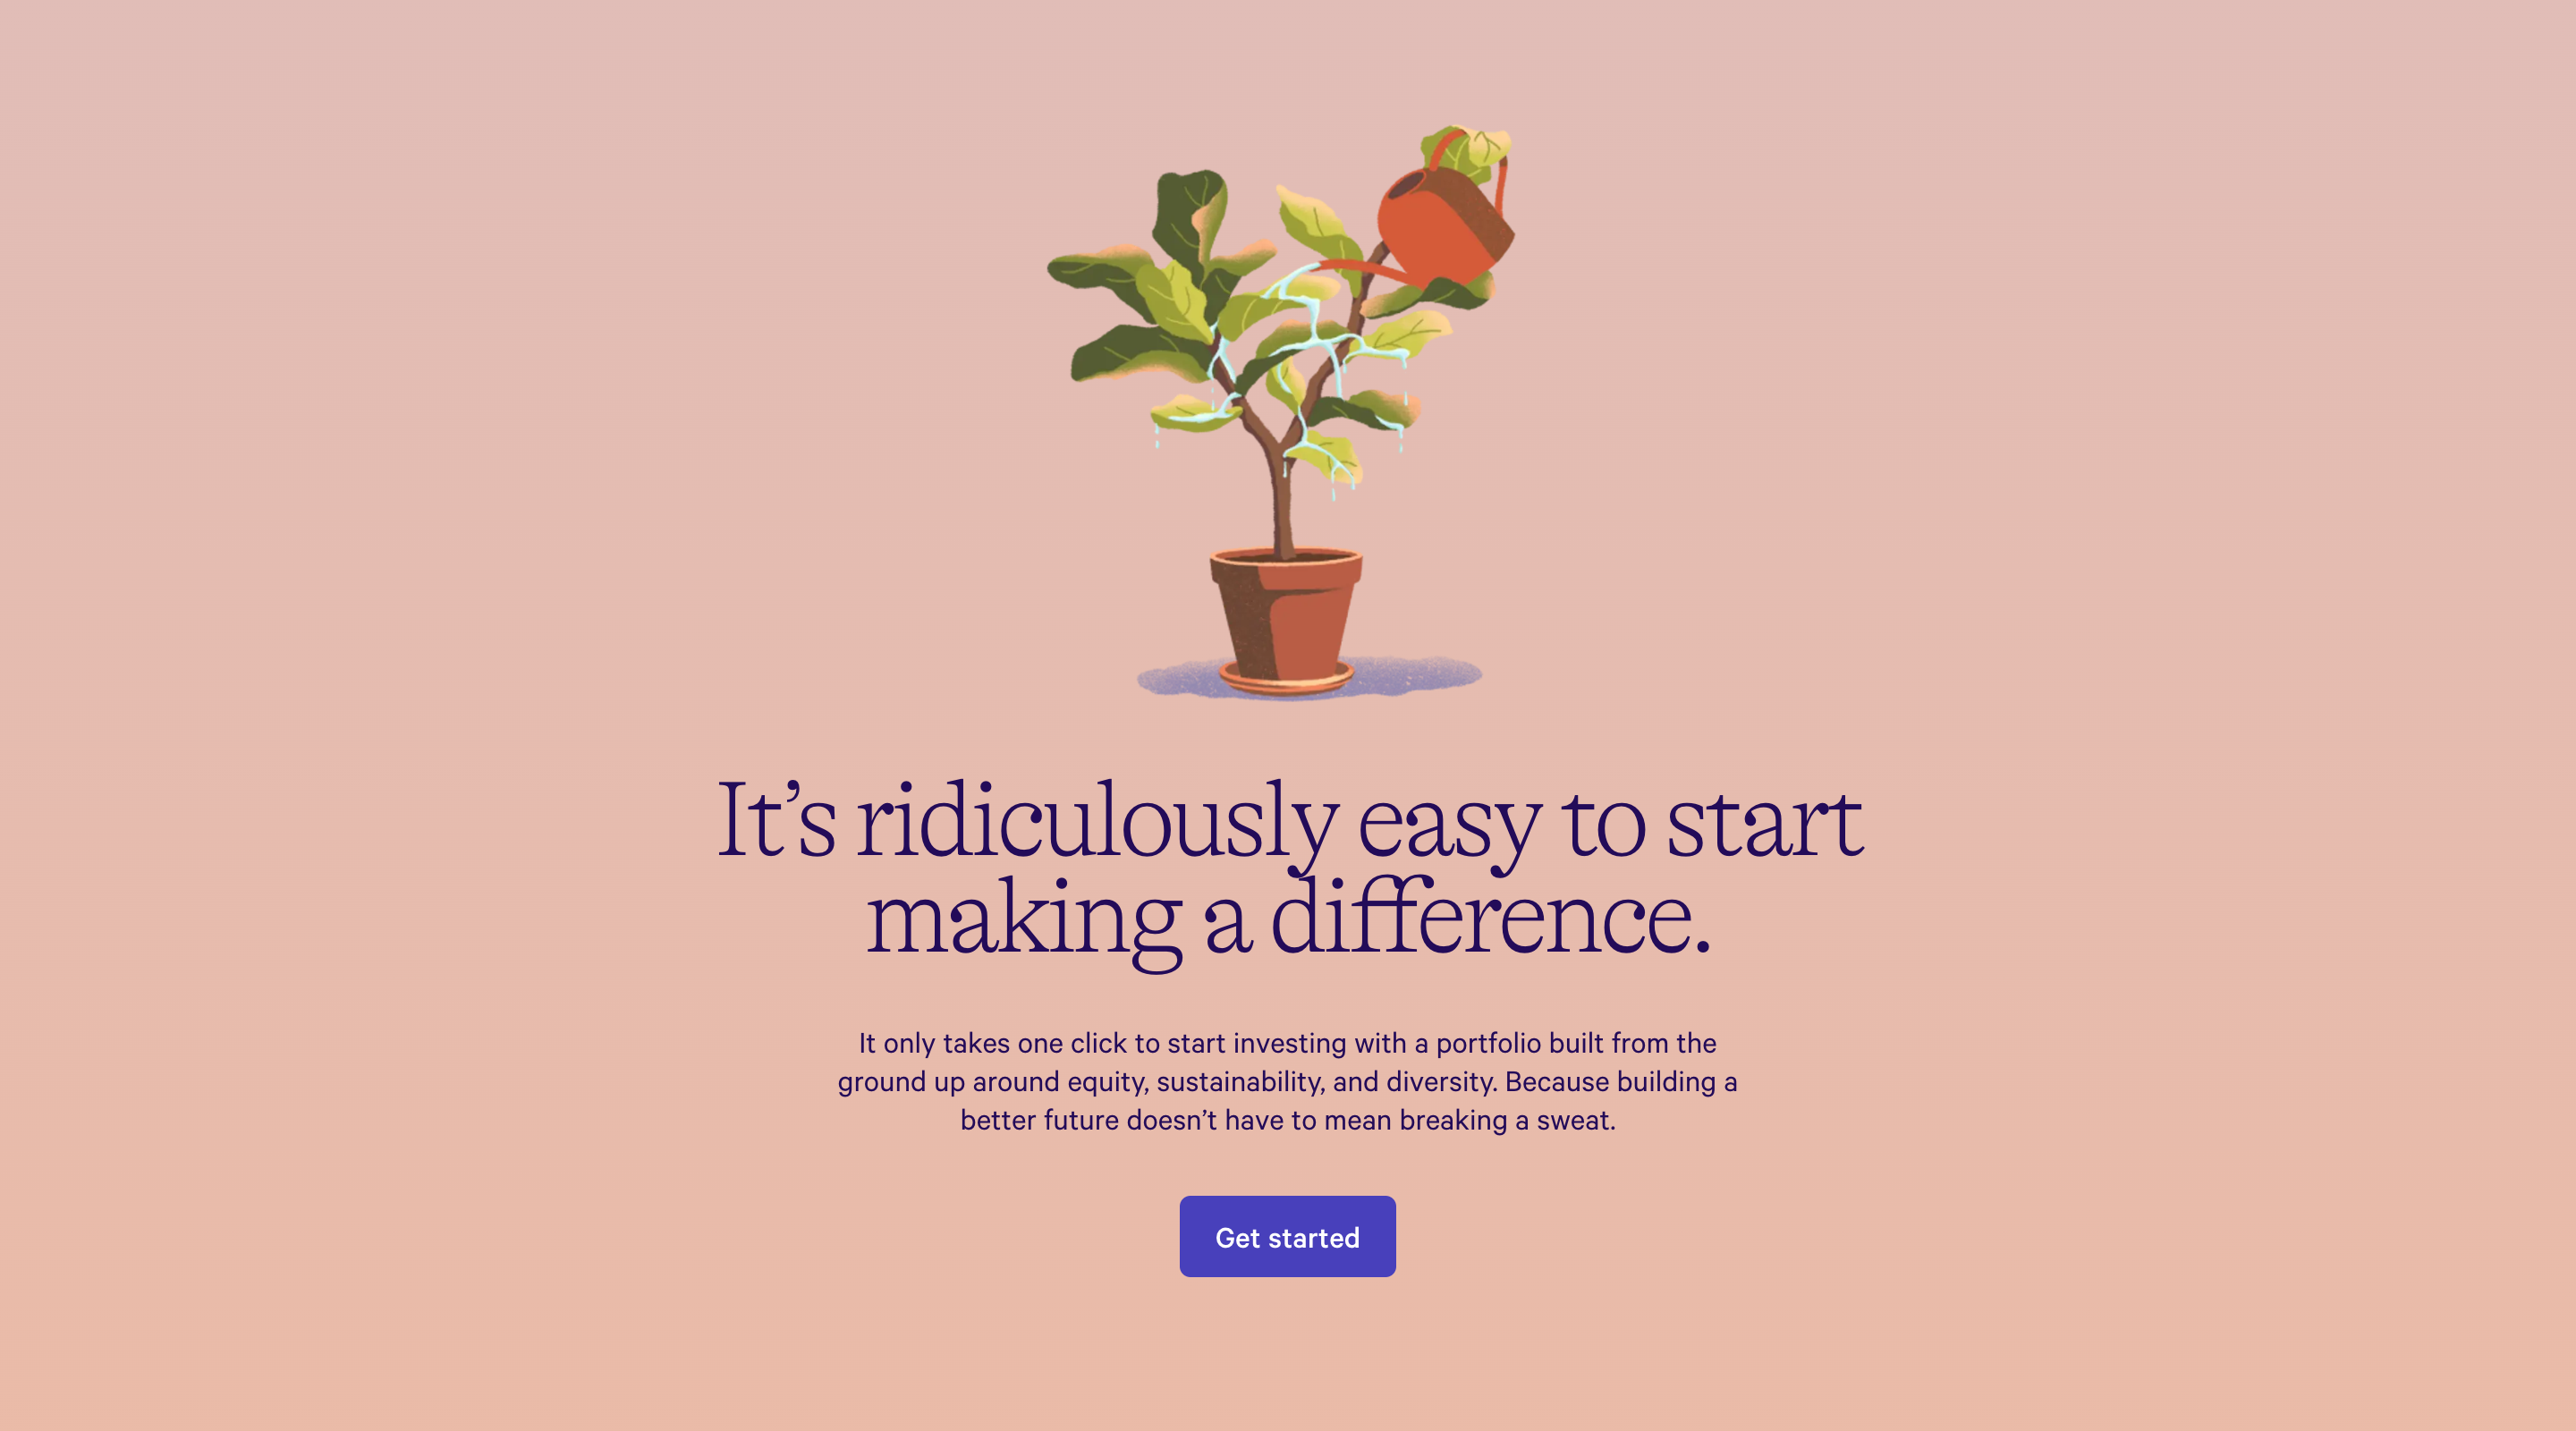 It’s ridiculously easy to start
making a difference.
It only takes one click to start investing with a portfolio built from the
ground up around equity, sustainability, and diversity. Because building a
better future doesn’t have to mean breaking a sweat.
Get started